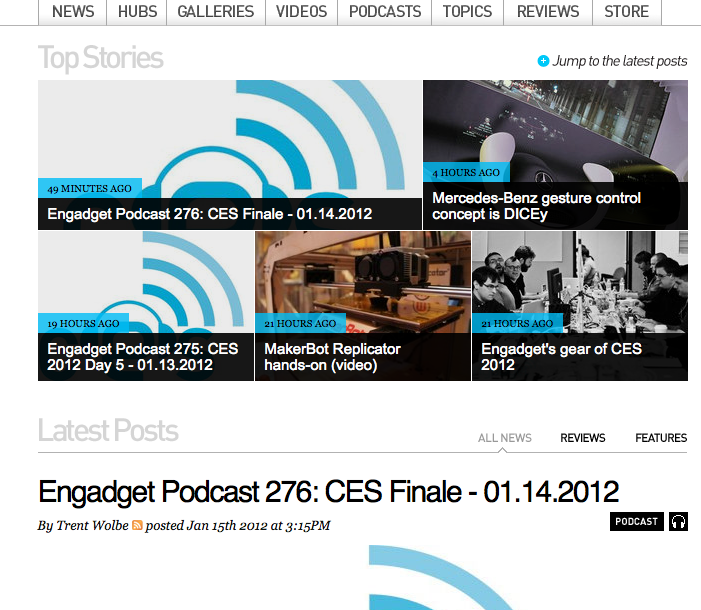 NEWS HUBS GALLERIES VIDEOS PODCASTS TOPICS REVIEWS STORE
Top Stories
Jump to the latest posts
49 MINUTES AGO
Engadget Podcast 276: CES Finale - 01.14.2012
4 HOURS AGO
Mercedes-Benz gesture control
concept is DICEy
19 HOURS AGO
Engadget Podcast 275: CES
2012 Day 5 - 01.13.2012
21 HOURS AGO
MakerBot Replicator
hands-on (video)
21 HOURS AGO
Engadget's gear of CES
2012
Latest Posts
ALL NEWS REVIEWS FEATURES
Engadget Podcast 276: CES Finale - 01.14.2012
By Trent Wolbe posted Jan 15th 2012 at 3:15PM
PODCAST